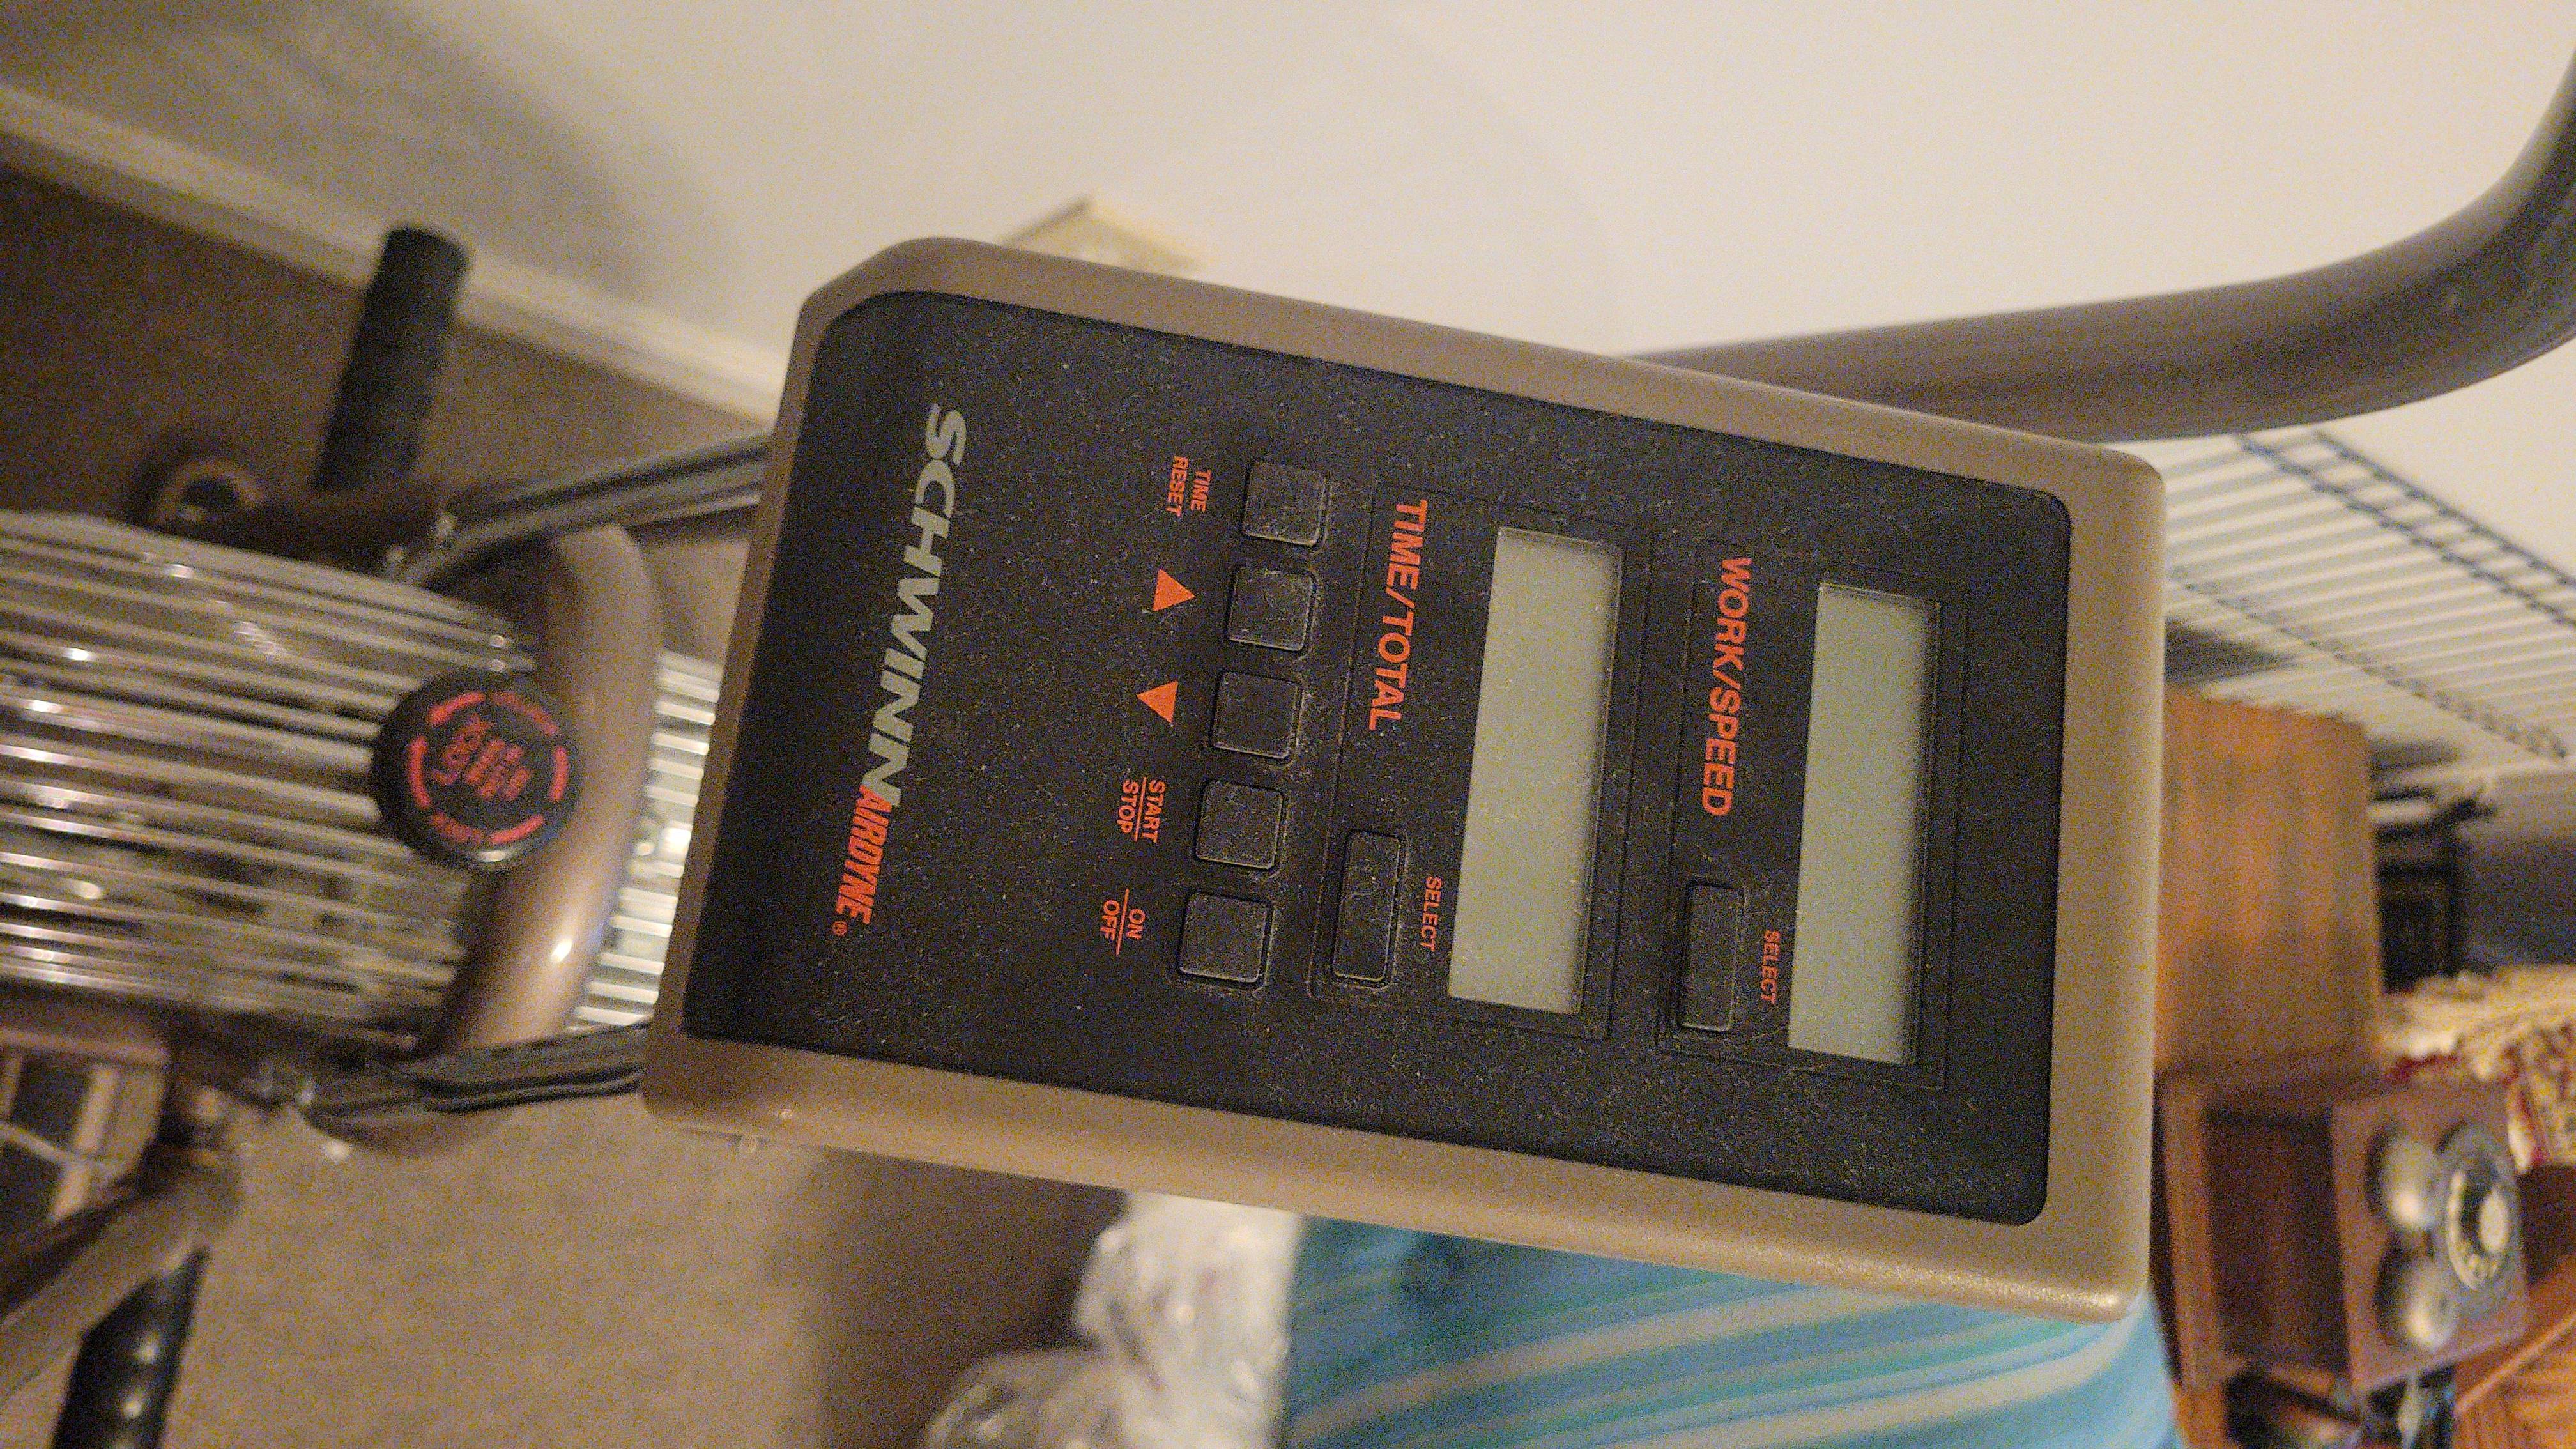 WORK/SPEED
SELECT
TIME/TOTAL
SELECT
TIME
RESET
START
STOP
ON
OFF
SCHWINN AIRDYNE®